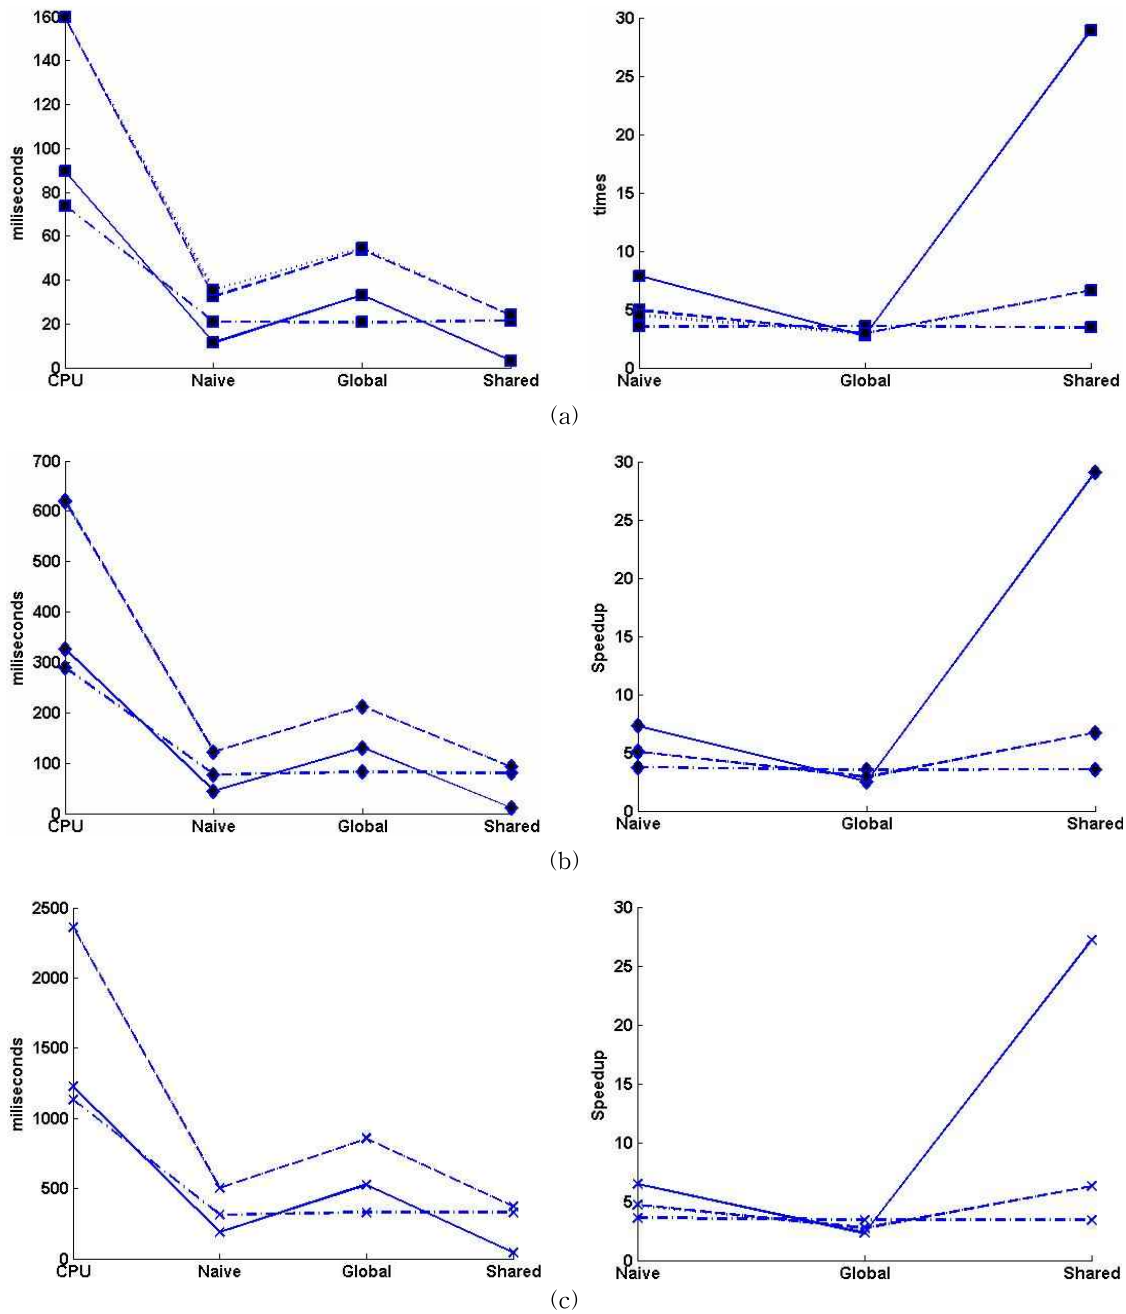 160
140
120
100
80
60
40
20
0
miliseconds
CPU Naive Global Shared
30
25
20
15
10
5
0
times
Naive Global Shared
(a)
700
600
500
400
300
200
100
0
miliseconds
CPU Naive Global Shared
30
25
20
15
10
5
0
Speedup
Naive Global Shared
(b)
2500
2000
1500
1000
500
0
miliseconds
CPU Naive Global Shared
30
25
20
15
10
5
0
Speedup
Naive Global Shared
(c)